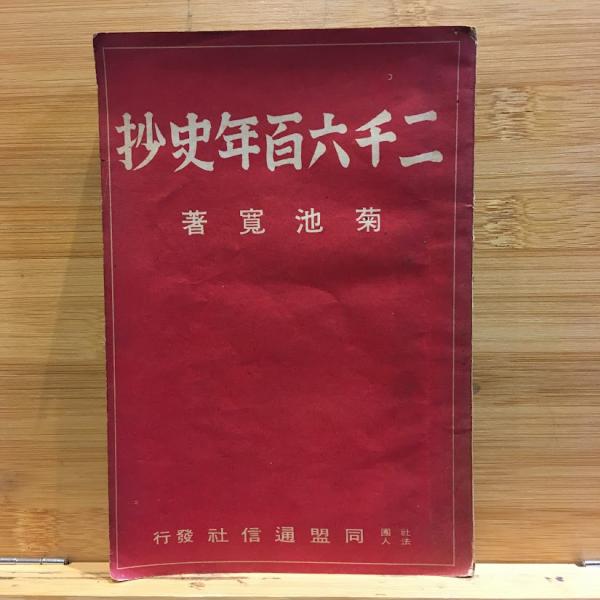 二千六百年史抄
菊池寛著
社團法人 同盟通信社發行